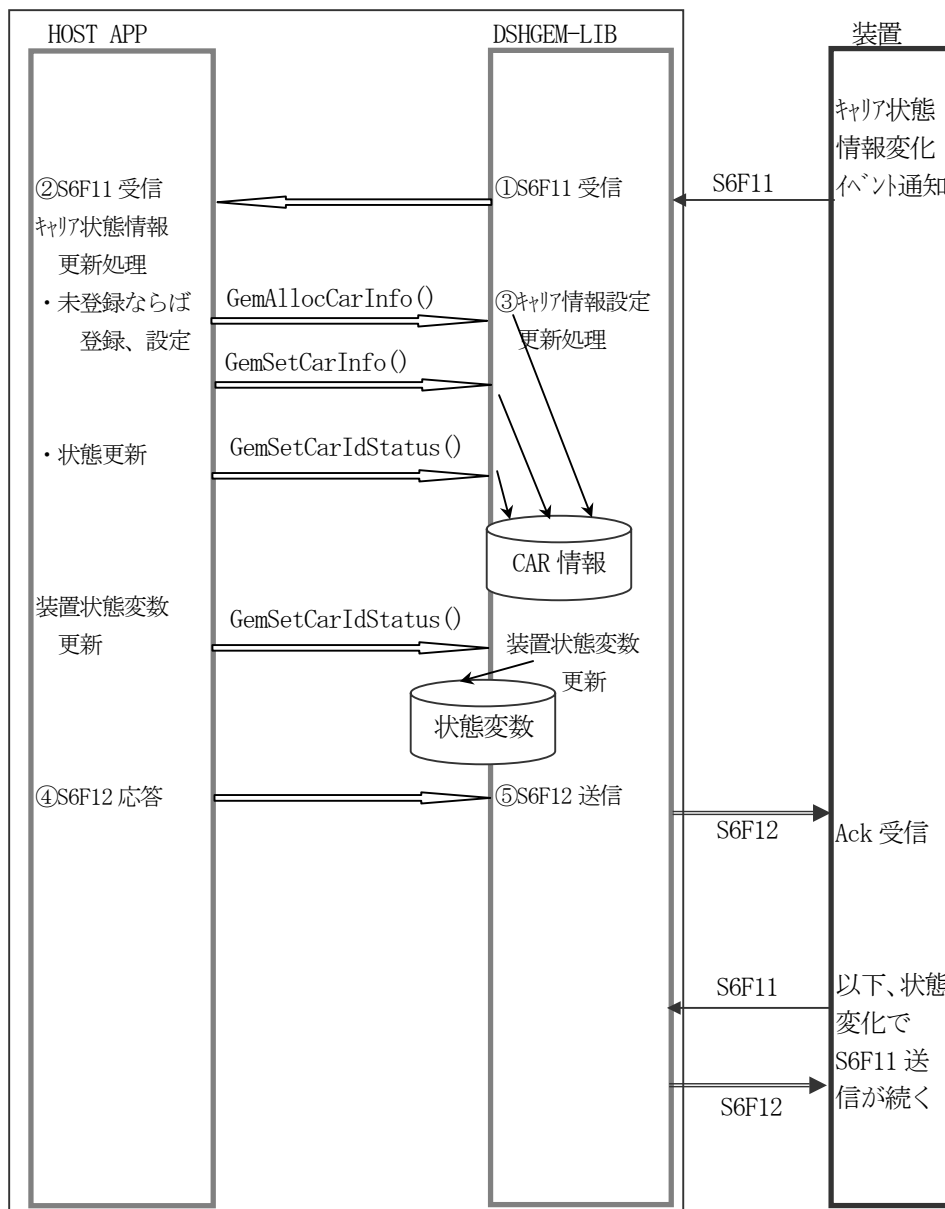 HOST APP
DSHGEM-LIB
装置
ｷｬﾘｱ状態
情報変化
ｲﾍﾞﾝﾄ通知
②S6F11 受信
①S6F11 受信
S6F11
ｷｬﾘｱ状態情報
更新処理
・未登録ならば
登録、設定
GemAllocCarInfo()
③ｷｬﾘｱ情報設定
更新処理
GemSetCarInfo()
・状態更新
GemSetCarIdStatus()
CAR 情報
装置状態変数
更新
GemSetCarIdStatus()
装置状態変数
更新
状態変数
④S6F12 応答
⑤S6F12 送信
S6F12
Ack 受信
S6F11
以下、状態
変化で
S6F11 送
信が続く
S6F12